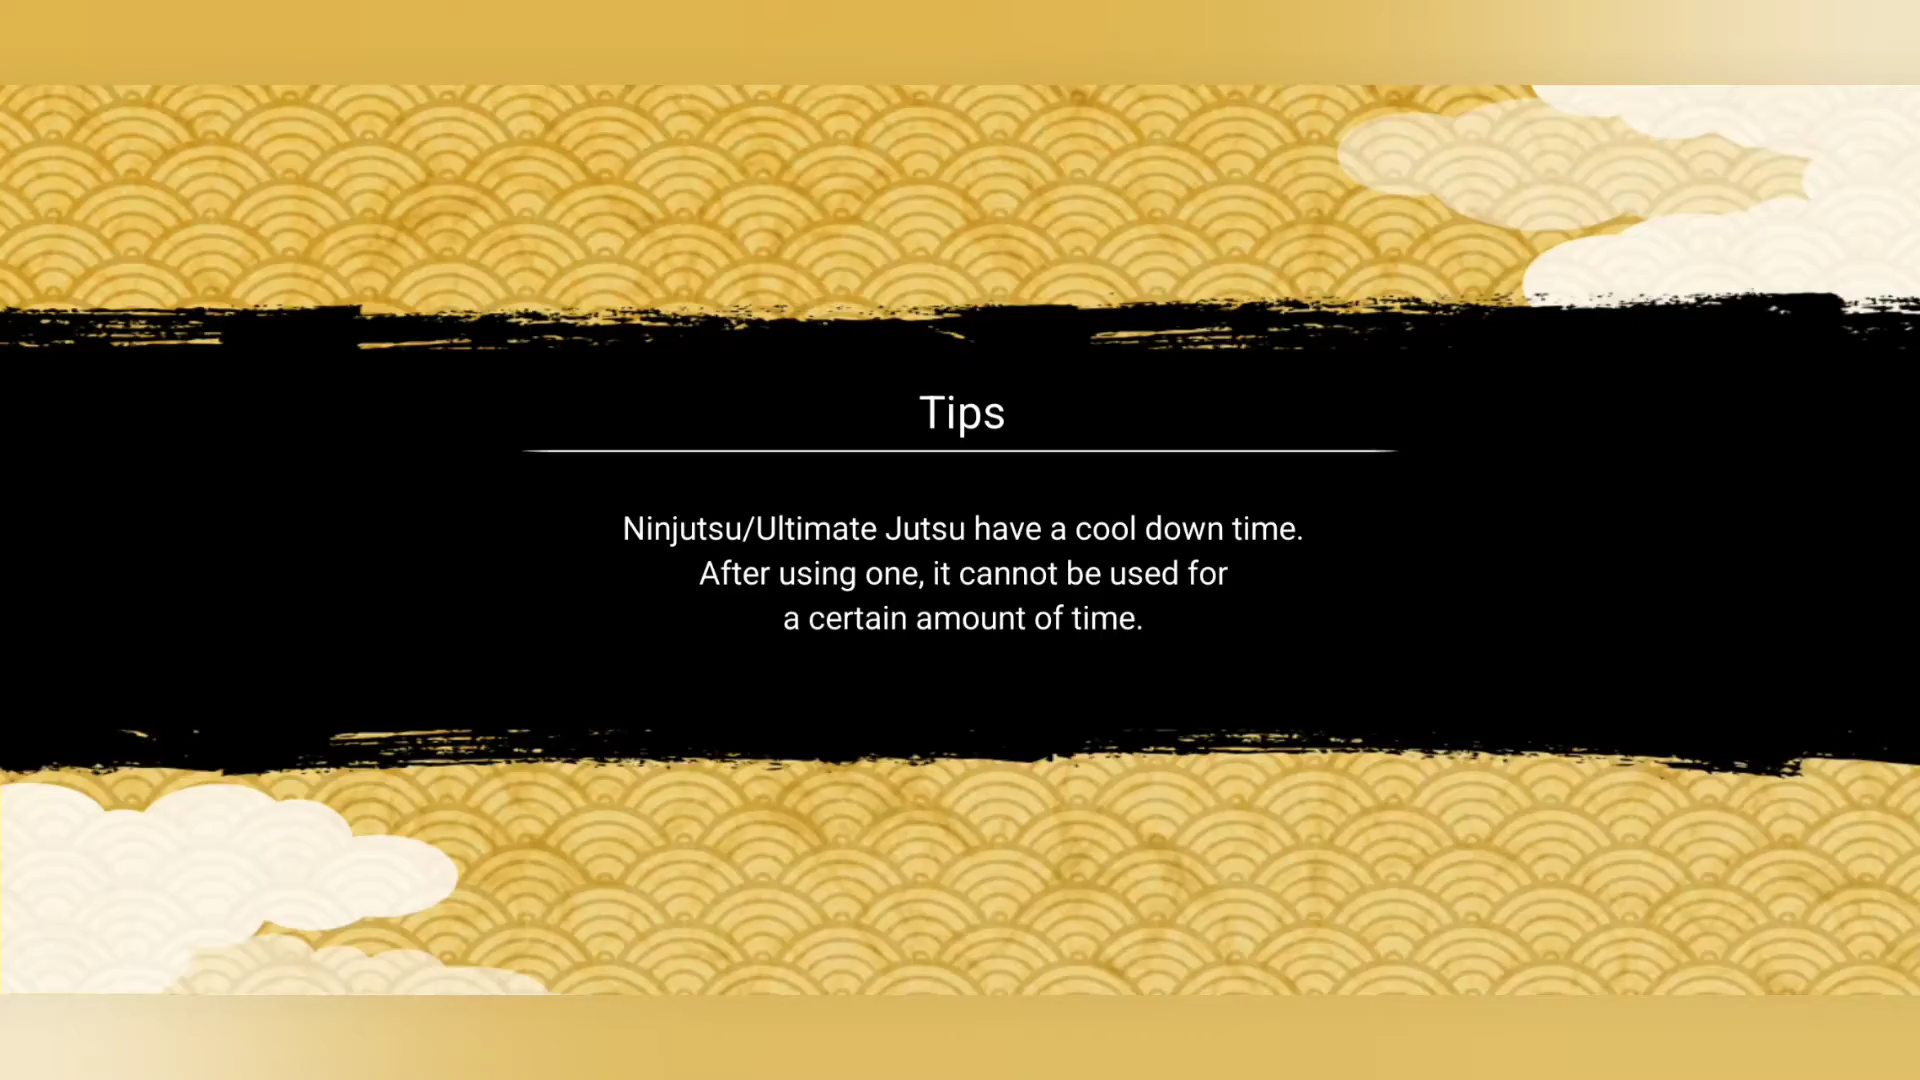 Tips
Ninjutsu/Ultimate Jutsu have a cool down time.
After using one, it cannot be used for
a certain amount of time.